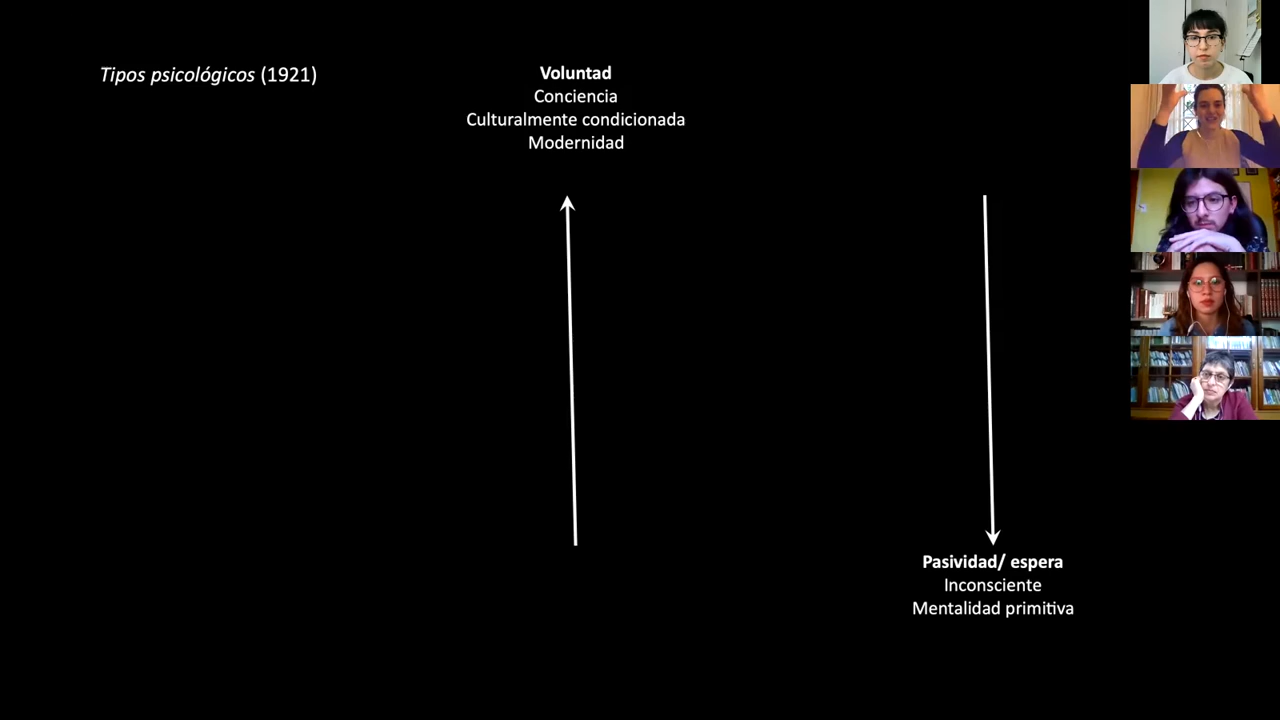 Tipos psicológicos (1921)
Voluntad
Conciencia
Culturalmente condicionada
Modernidad
Pasividad/ espera
Inconsciente
Mentalidad primitiva